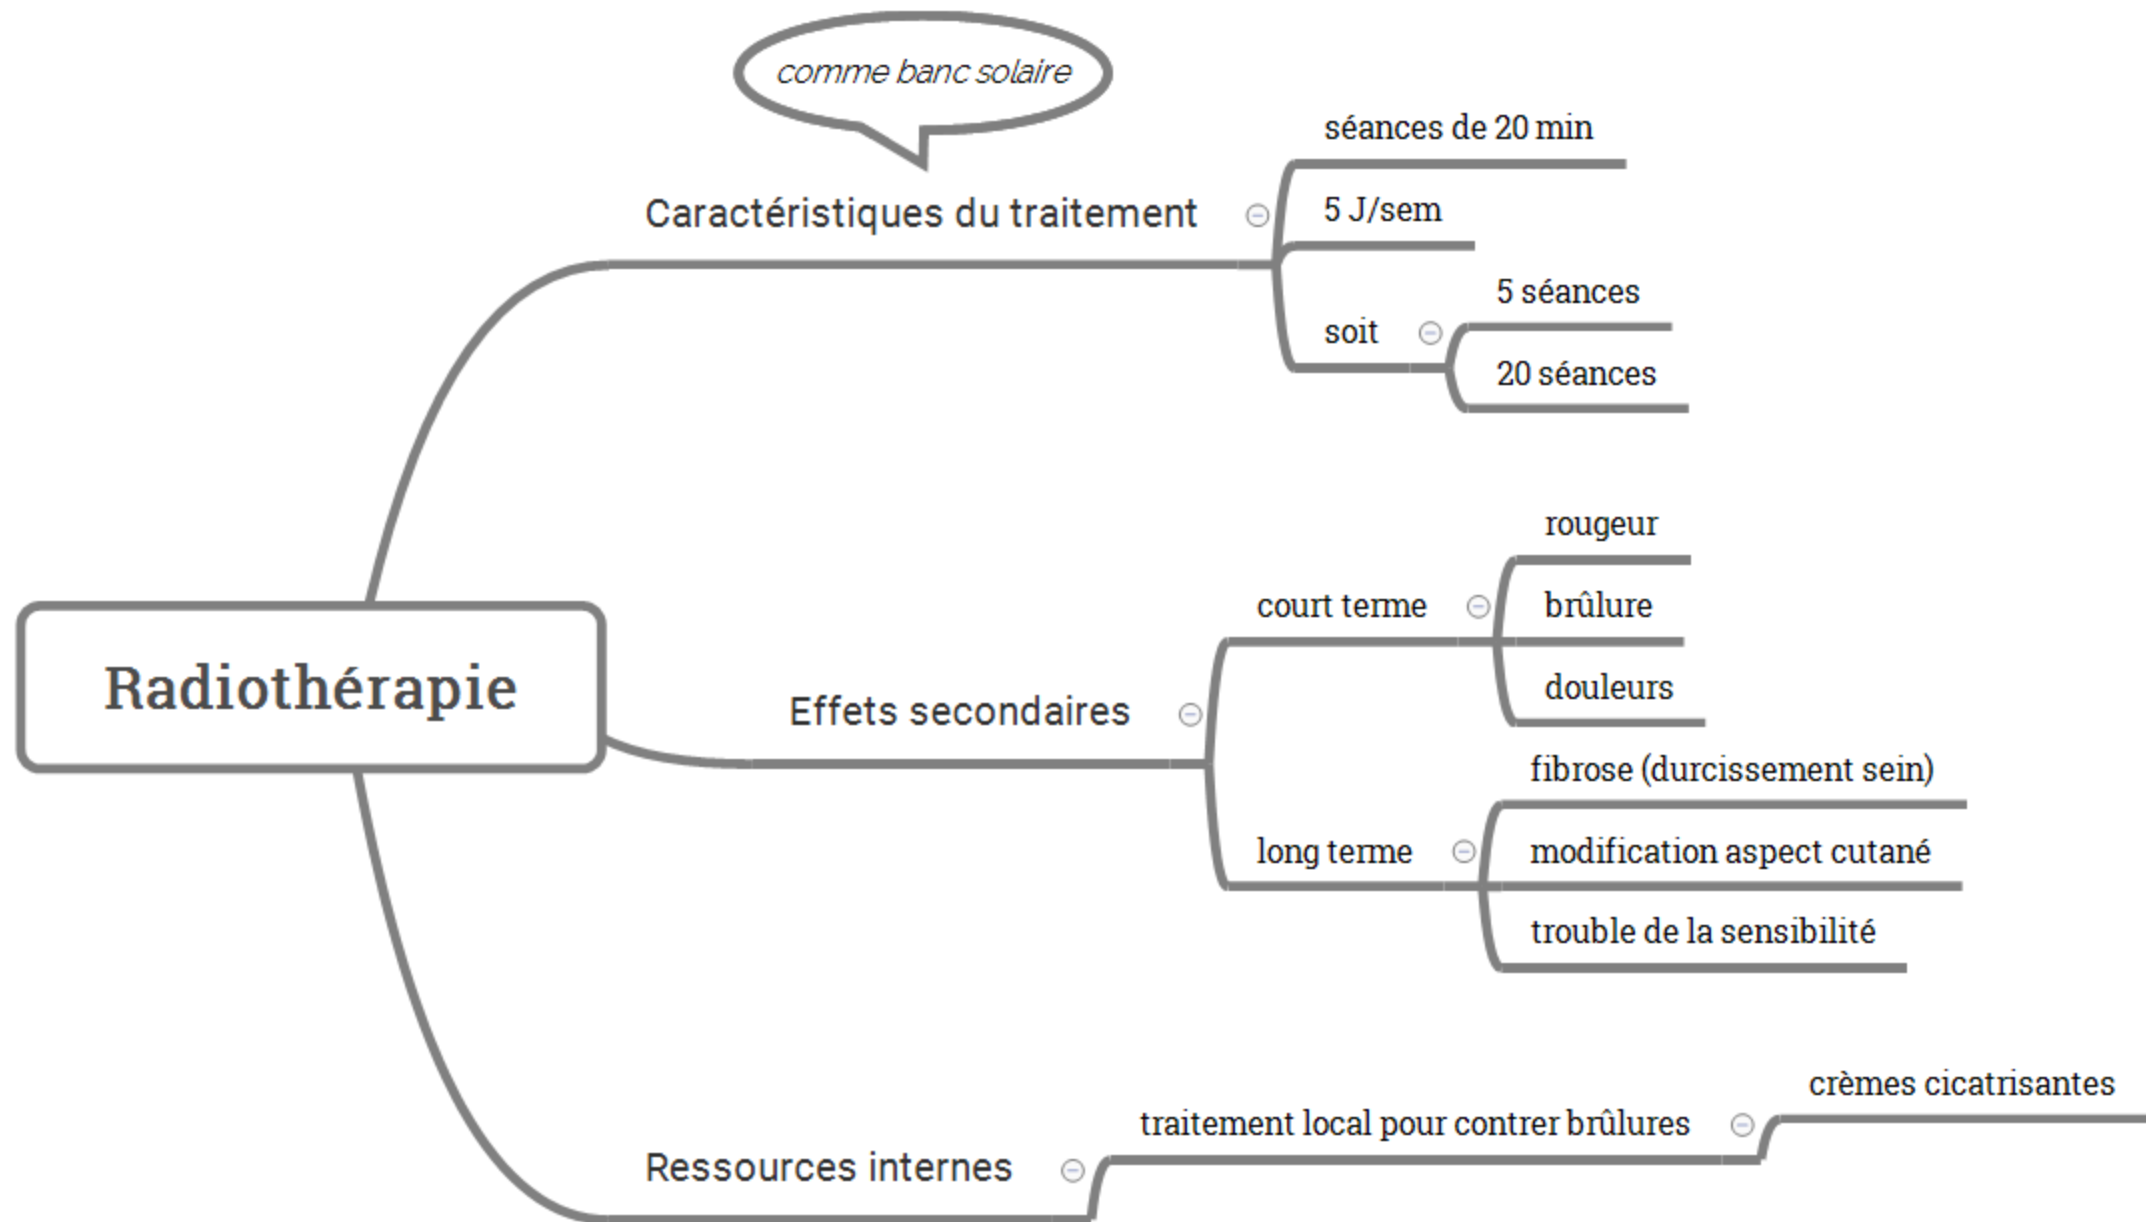 comme banc solaire
Caractéristiques du traitement
séances de 20 min
5 J/sem
soit
5 séances
20 séances
Radiothérapie
Effets secondaires
court terme
rougeur
brûlure
douleurs
long terme
fibrose (durcissement sein)
modification aspect cutané
trouble de la sensibilité
Ressources internes
traitement local pour contrer brûlures
crèmes cicatrisantes